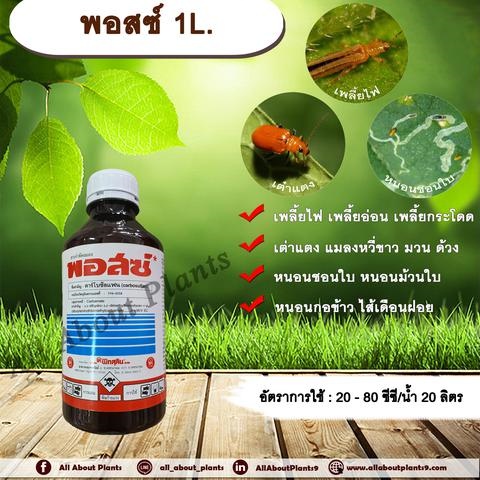 พอสซ์ 1L.
เพลี้ยไฟ
เต่าแตง
หนอนชอนใบ
เพลี้ยไฟ เพลี้ยอ่อน เพลี้ยกระโดด
เต่าแตง แมลงหวี่ขาว มวน ด้วง
หนอนชอนใบ หนอนม้วนใบ
หนอนก่อข้าว ไส้เดือนฝอย
อัตราการใช้ : 20 - 80 ซีซี/น้ำ 20 ลิตร
พอสซ์*
คาร์โบซัลแฟน (carbosulfan)
All About Plants
All About Plants
all_about_plants
AllAboutPlants9
www.allaboutplants9.com